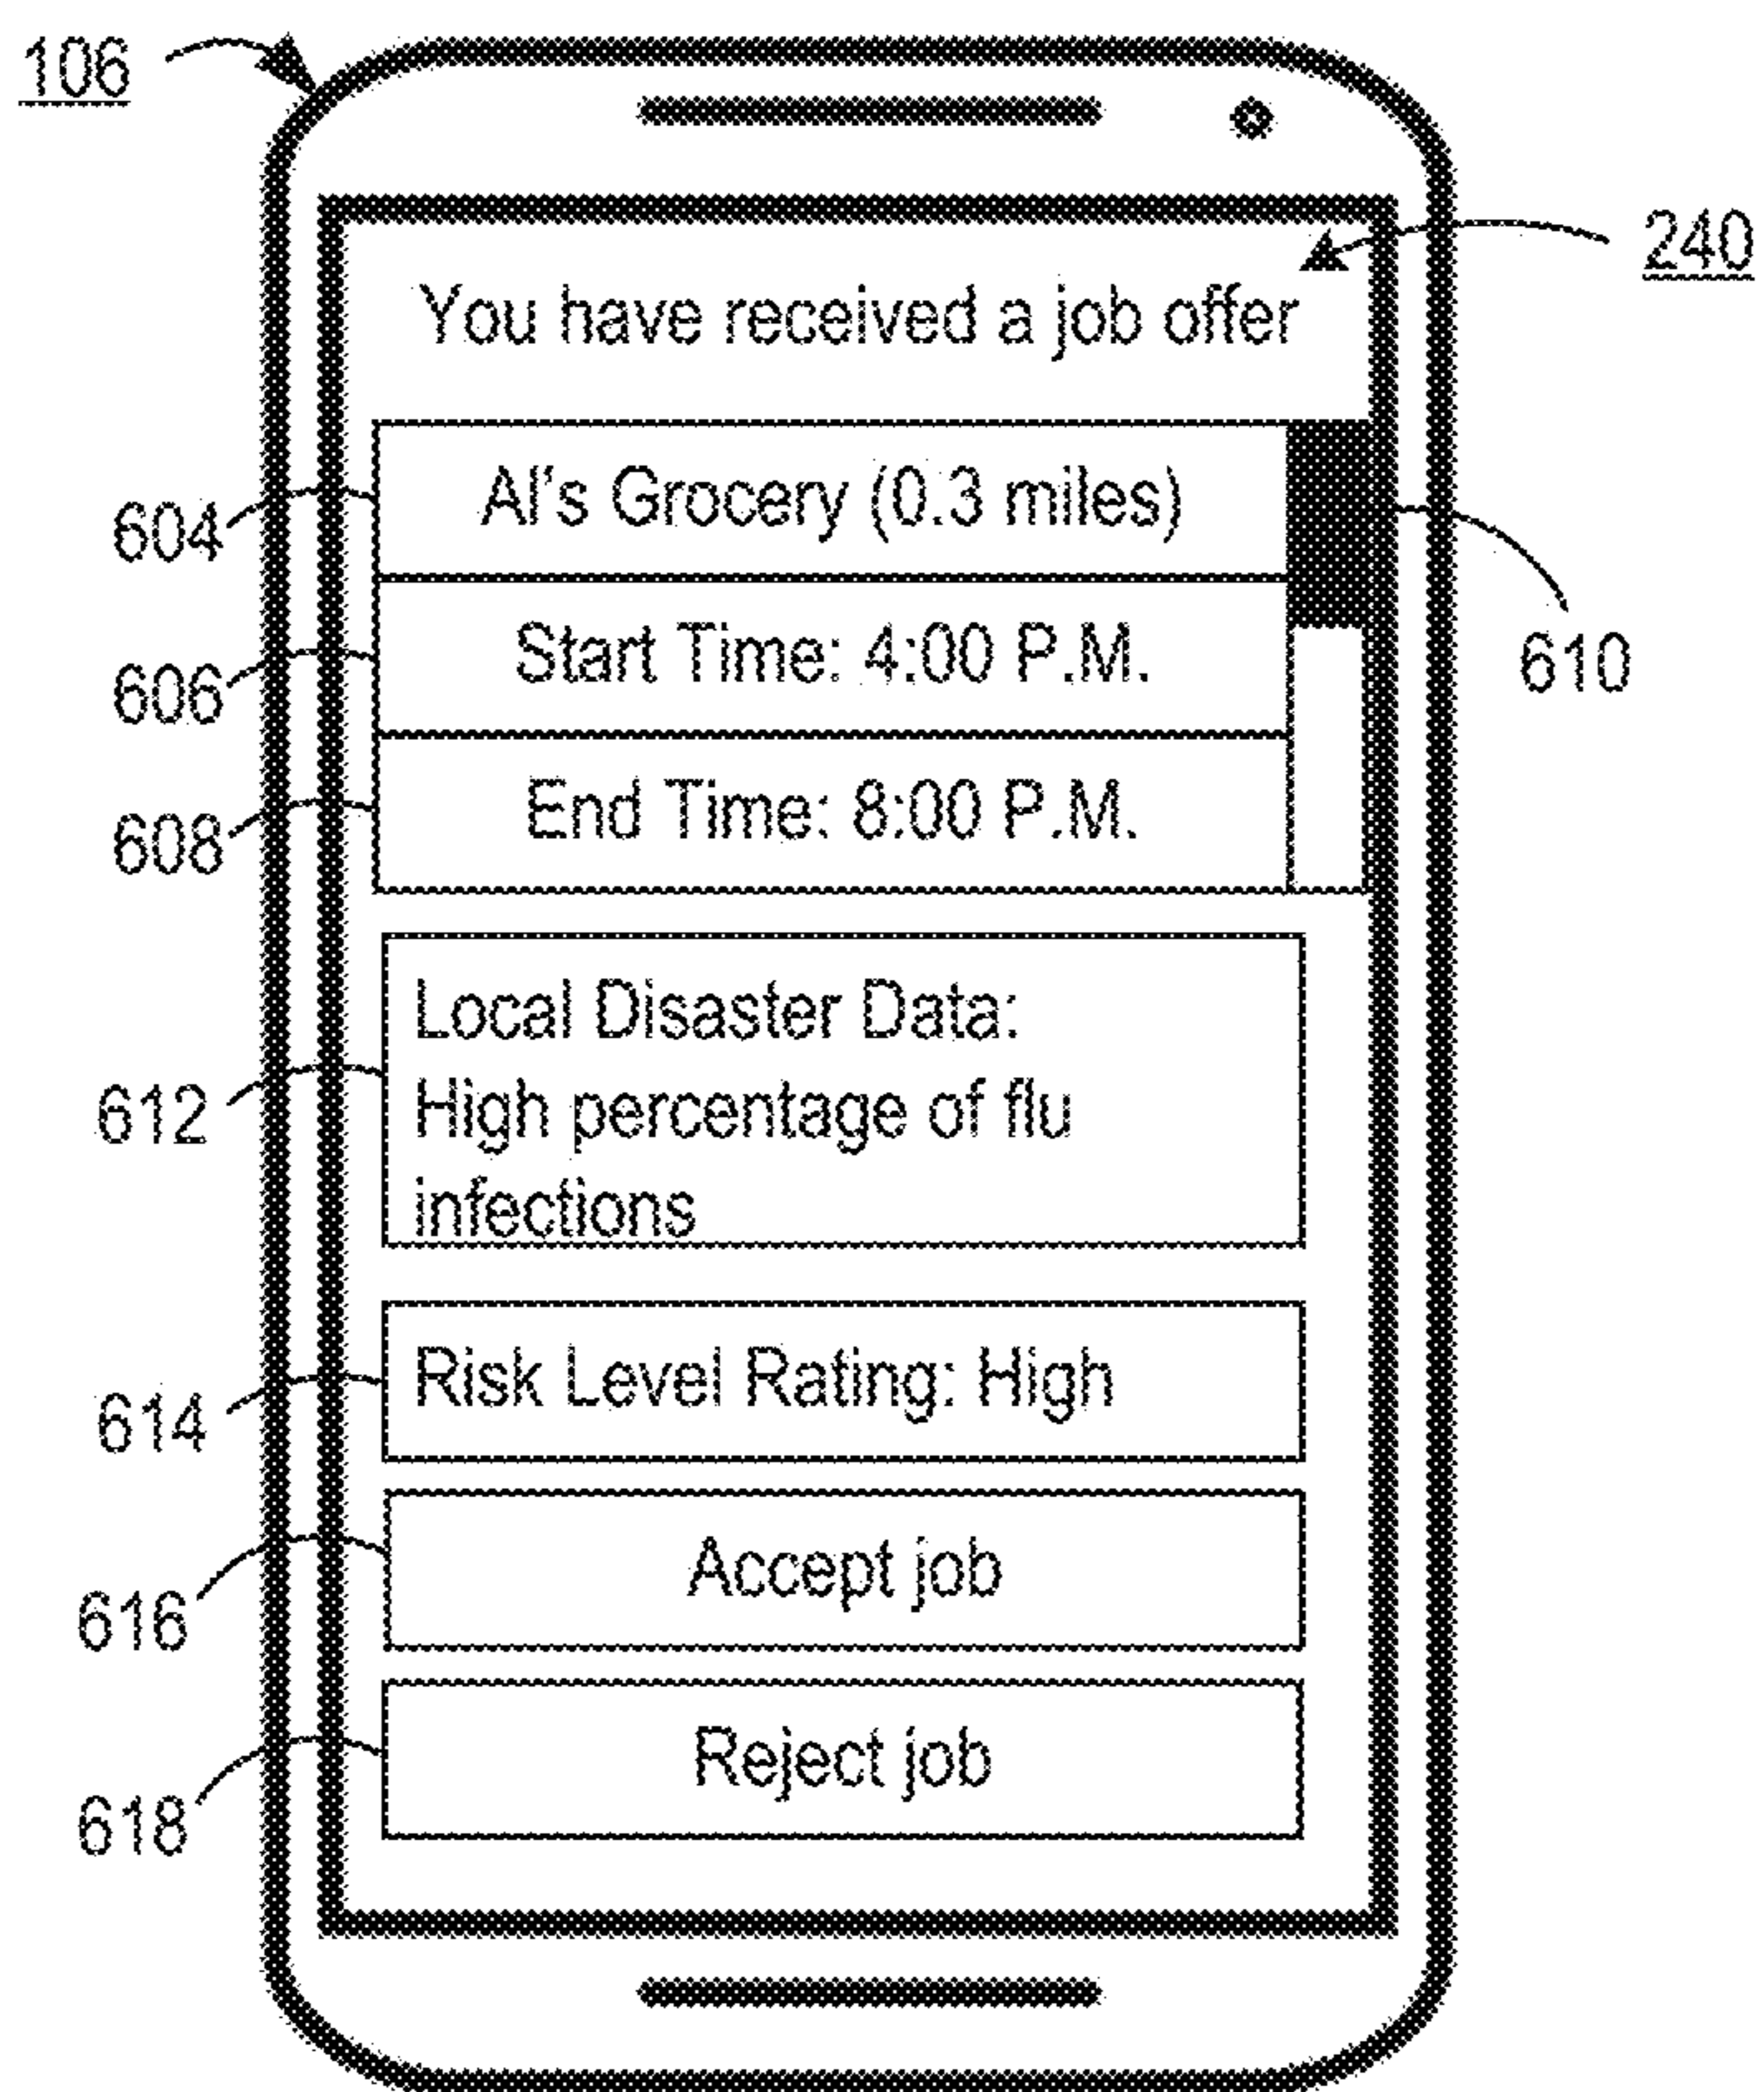 106
240
You have received a job offer
604
Al's Grocery (0.3 miles)
606
Start Time: 4:00 P.M.
610
608
End Time: 8:00 P.M.
612
Local Disaster Data:
High percentage of flu
infections
614
Risk Level Rating: High
616
Accept job
618
Reject job